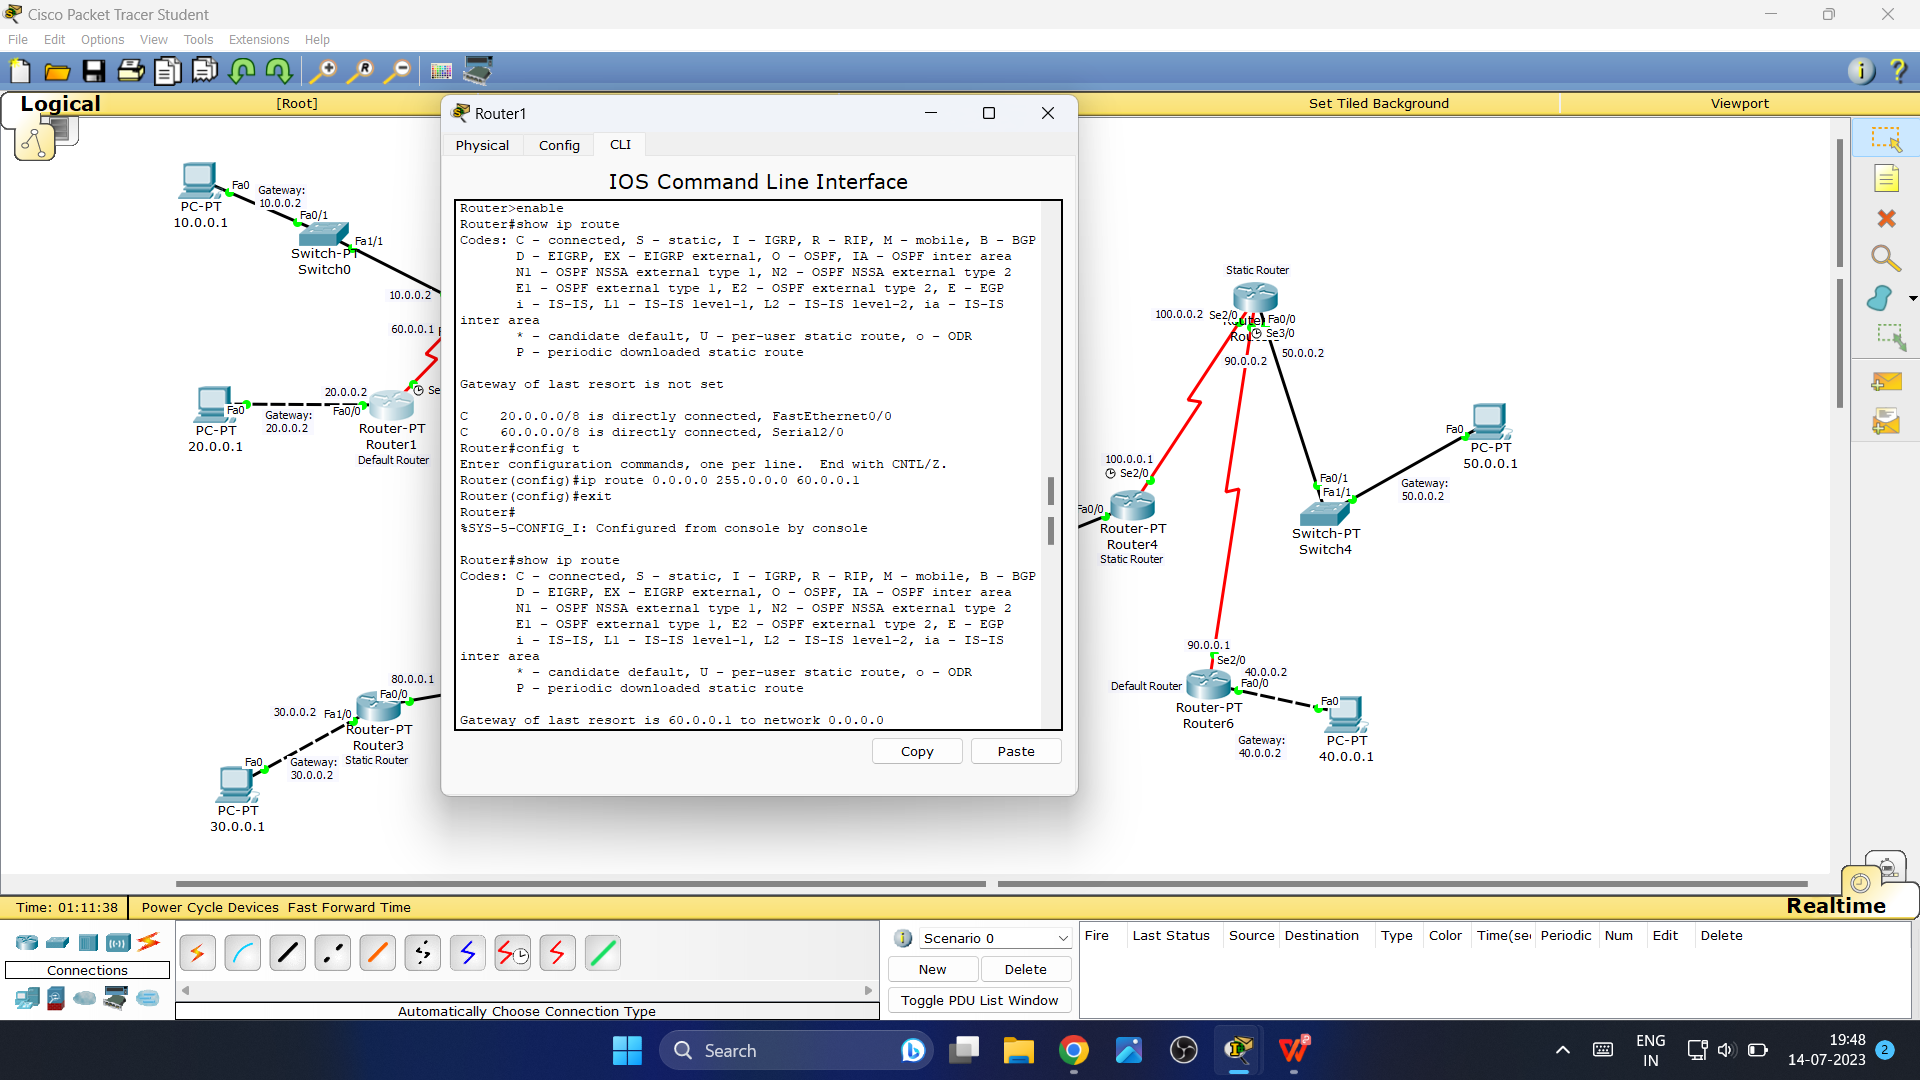 Cisco Packet Tracer Student
File Edit Options View Tools Extensions Help
Logical
[Root]
Set Tiled Background
Viewport
Router1
Physical
Config
CLI
IOS Command Line Interface
Router>enable
Router#show ip route
Codes: C - connected, S - static, I - IGRP, R - RIP, M - mobile, B - BGP
D - EIGRP, EX - EIGRP external, O - OSPF, IA - OSPF inter area
N1 - OSPF NSSA external type 1, N2 - OSPF NSSA external type 2
E1 - OSPF external type 1, E2 - OSPF external type 2, E - EGP
i - IS-IS, L1 - IS-IS level-1, L2 - IS-IS level-2, ia - IS-IS
inter area
* - candidate default, U - per-user static route, o - ODR
P - periodic downloaded static route
Gateway of last resort is not set
C 20.0.0.0/8 is directly connected, FastEthernet0/0
C 60.0.0.0/8 is directly connected, Serial2/0
Router#config t
Enter configuration commands, one per line. End with CNTL/Z.
Router(config)#ip route 0.0.0.0 255.0.0.0 60.0.0.1
Router(config)#exit
Router#
%SYS-5-CONFIG_I: Configured from console by console
Router#show ip route
Codes: C - connected, S - static, I - IGRP, R - RIP, M - mobile, B - BGP
D - EIGRP, EX - EIGRP external, O - OSPF, IA - OSPF inter area
N1 - OSPF NSSA external type 1, N2 - OSPF NSSA external type 2
E1 - OSPF external type 1, E2 - OSPF external type 2, E - EGP
i - IS-IS, L1 - IS-IS level-1, L2 - IS-IS level-2, ia - IS-IS
inter area
* - candidate default, U - per-user static route, o - ODR
P - periodic downloaded static route
Gateway of last resort is 60.0.0.1 to network 0.0.0.0
Copy
Paste
Fa0
Gateway:
10.0.0.2
PC-PT
10.0.0.1
Fa0/1
Fa1/1
Switch-PT
Switch0
10.0.0.2
60.0.0.1
Fa0
PC-PT
20.0.0.1
Gateway:
20.0.0.2
20.0.0.2
Fa0/0
Se
Router-PT
Router1
Default Router
80.0.0.1
Fa0/0
30.0.0.2
Fa1/0
Router-PT
Router3
Static Router
Fa0
Gateway:
30.0.0.2
PC-PT
30.0.0.1
Static Router
100.0.0.2
Se2/0
Fa0/0
Se3/0
50.0.0.2
90.0.0.2
100.0.0.1
Se2/0
Fa0/0
Router-PT
Router4
Static Router
Fa0/1
Fa1/1
Switch-PT
Switch4
Fa0
PC-PT
50.0.0.1
Gateway:
50.0.0.2
90.0.0.1
Se2/0
40.0.0.2
Fa0/0
Default Router
Router-PT
Router6
Gateway:
40.0.0.2
Fa0
PC-PT
40.0.0.1
Time: 01:11:38
Power Cycle Devices Fast Forward Time
Realtime
Connections
Automatically Choose Connection Type
Scenario 0
New
Delete
Toggle PDU List Window
Fire Last Status Source Destination Type Color Time(sec Periodic Num Edit Delete
Search
ENG
IN
19:48
14-07-2023
2